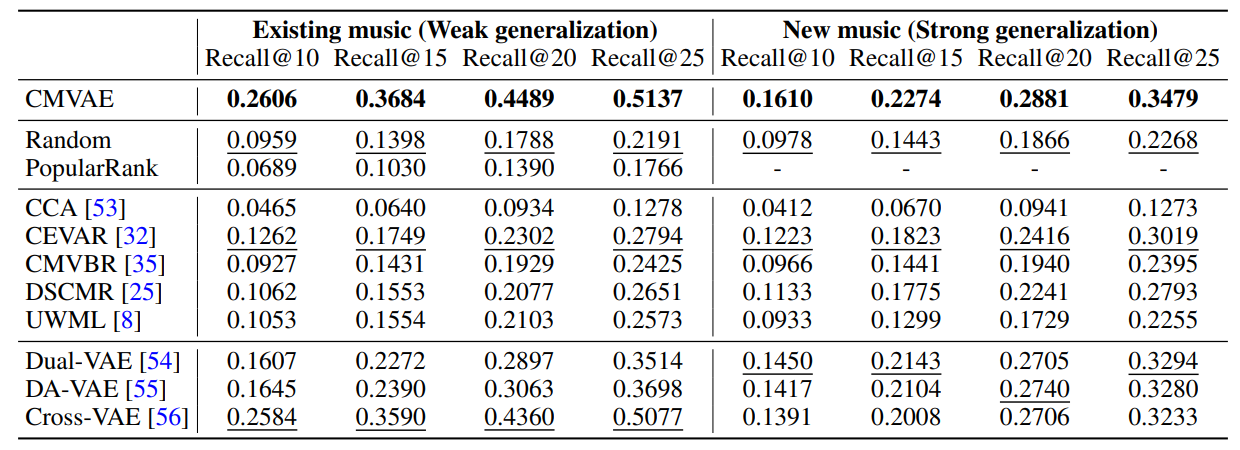 Existing music (Weak generalization) New music (Strong generalization)
Recall@10 Recall@15 Recall@20 Recall@25 Recall@10 Recall@15 Recall@20 Recall@25
CMVAE 0.2606 0.3684 0.4489 0.5137 0.1610 0.2274 0.2881 0.3479
Random 0.0959 0.1398 0.1788 0.2191 0.0978 0.1443 0.1866 0.2268
PopularRank 0.0689 0.1030 0.1390 0.1766 - - - -
CCA [53] 0.0465 0.0640 0.0934 0.1278 0.0412 0.0670 0.0941 0.1273
CEVAR [32] 0.1262 0.1749 0.2302 0.2794 0.1223 0.1823 0.2416 0.3019
CMVBR [35] 0.0927 0.1431 0.1929 0.2425 0.0966 0.1441 0.1940 0.2395
DSCMR [25] 0.1062 0.1553 0.2077 0.2651 0.1133 0.1775 0.2241 0.2793
UWML [8] 0.1053 0.1554 0.2103 0.2573 0.0933 0.1299 0.1729 0.2255
Dual-VAE [54] 0.1607 0.2272 0.2897 0.3514 0.1450 0.2143 0.2705 0.3294
DA-VAE [55] 0.1645 0.2390 0.3063 0.3698 0.1417 0.2104 0.2740 0.3280
Cross-VAE [56] 0.2584 0.3590 0.4360 0.5077 0.1391 0.2008 0.2706 0.3233